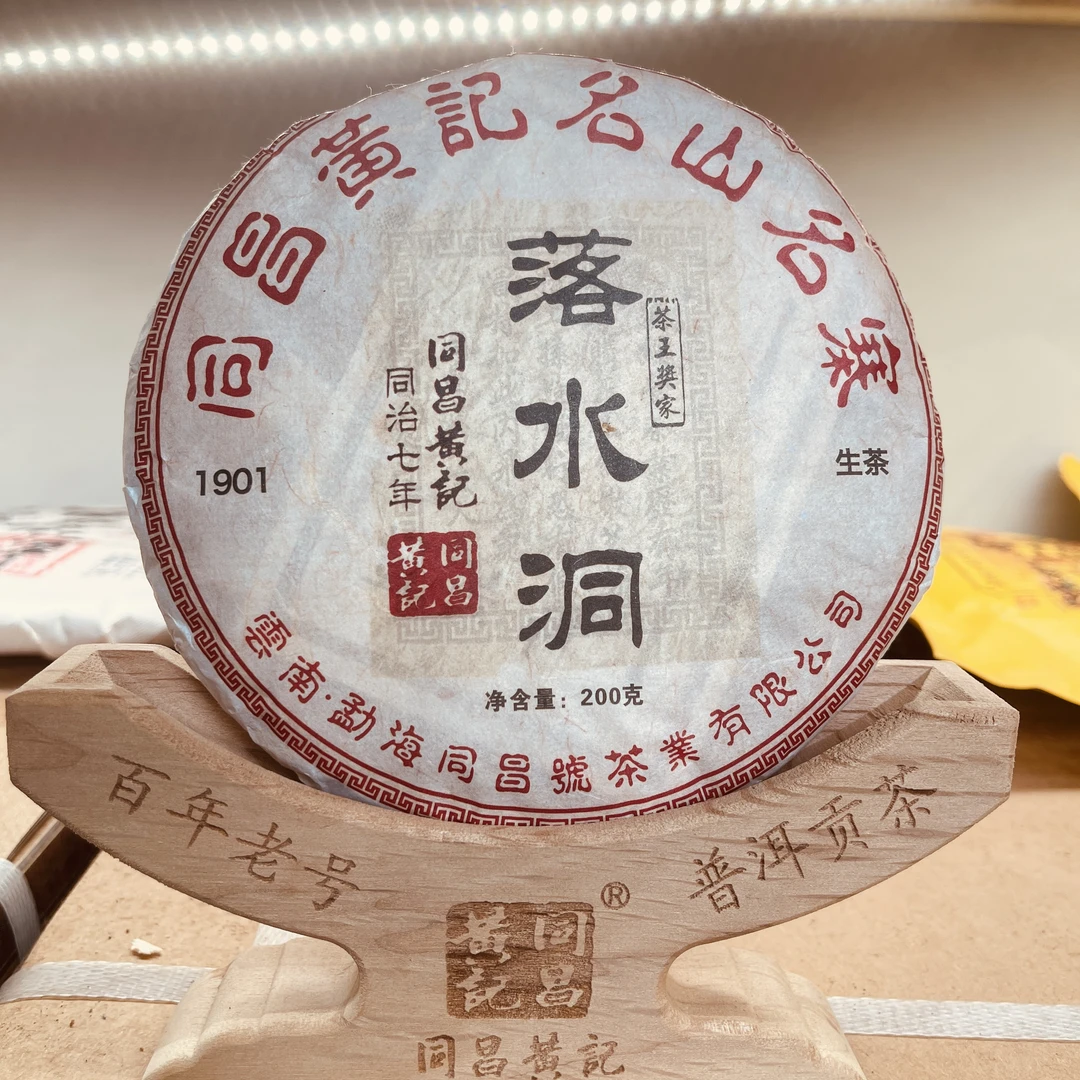 同昌黃記名山名寨
落水洞
茶王獎家
同昌黃記
同治七年
同昌
黃記
1901
生茶
净含量：200克
雲南·勐海同昌號茶業有限公司
百年老号
普洱贡茶
®
同昌
黃記
同昌黃記